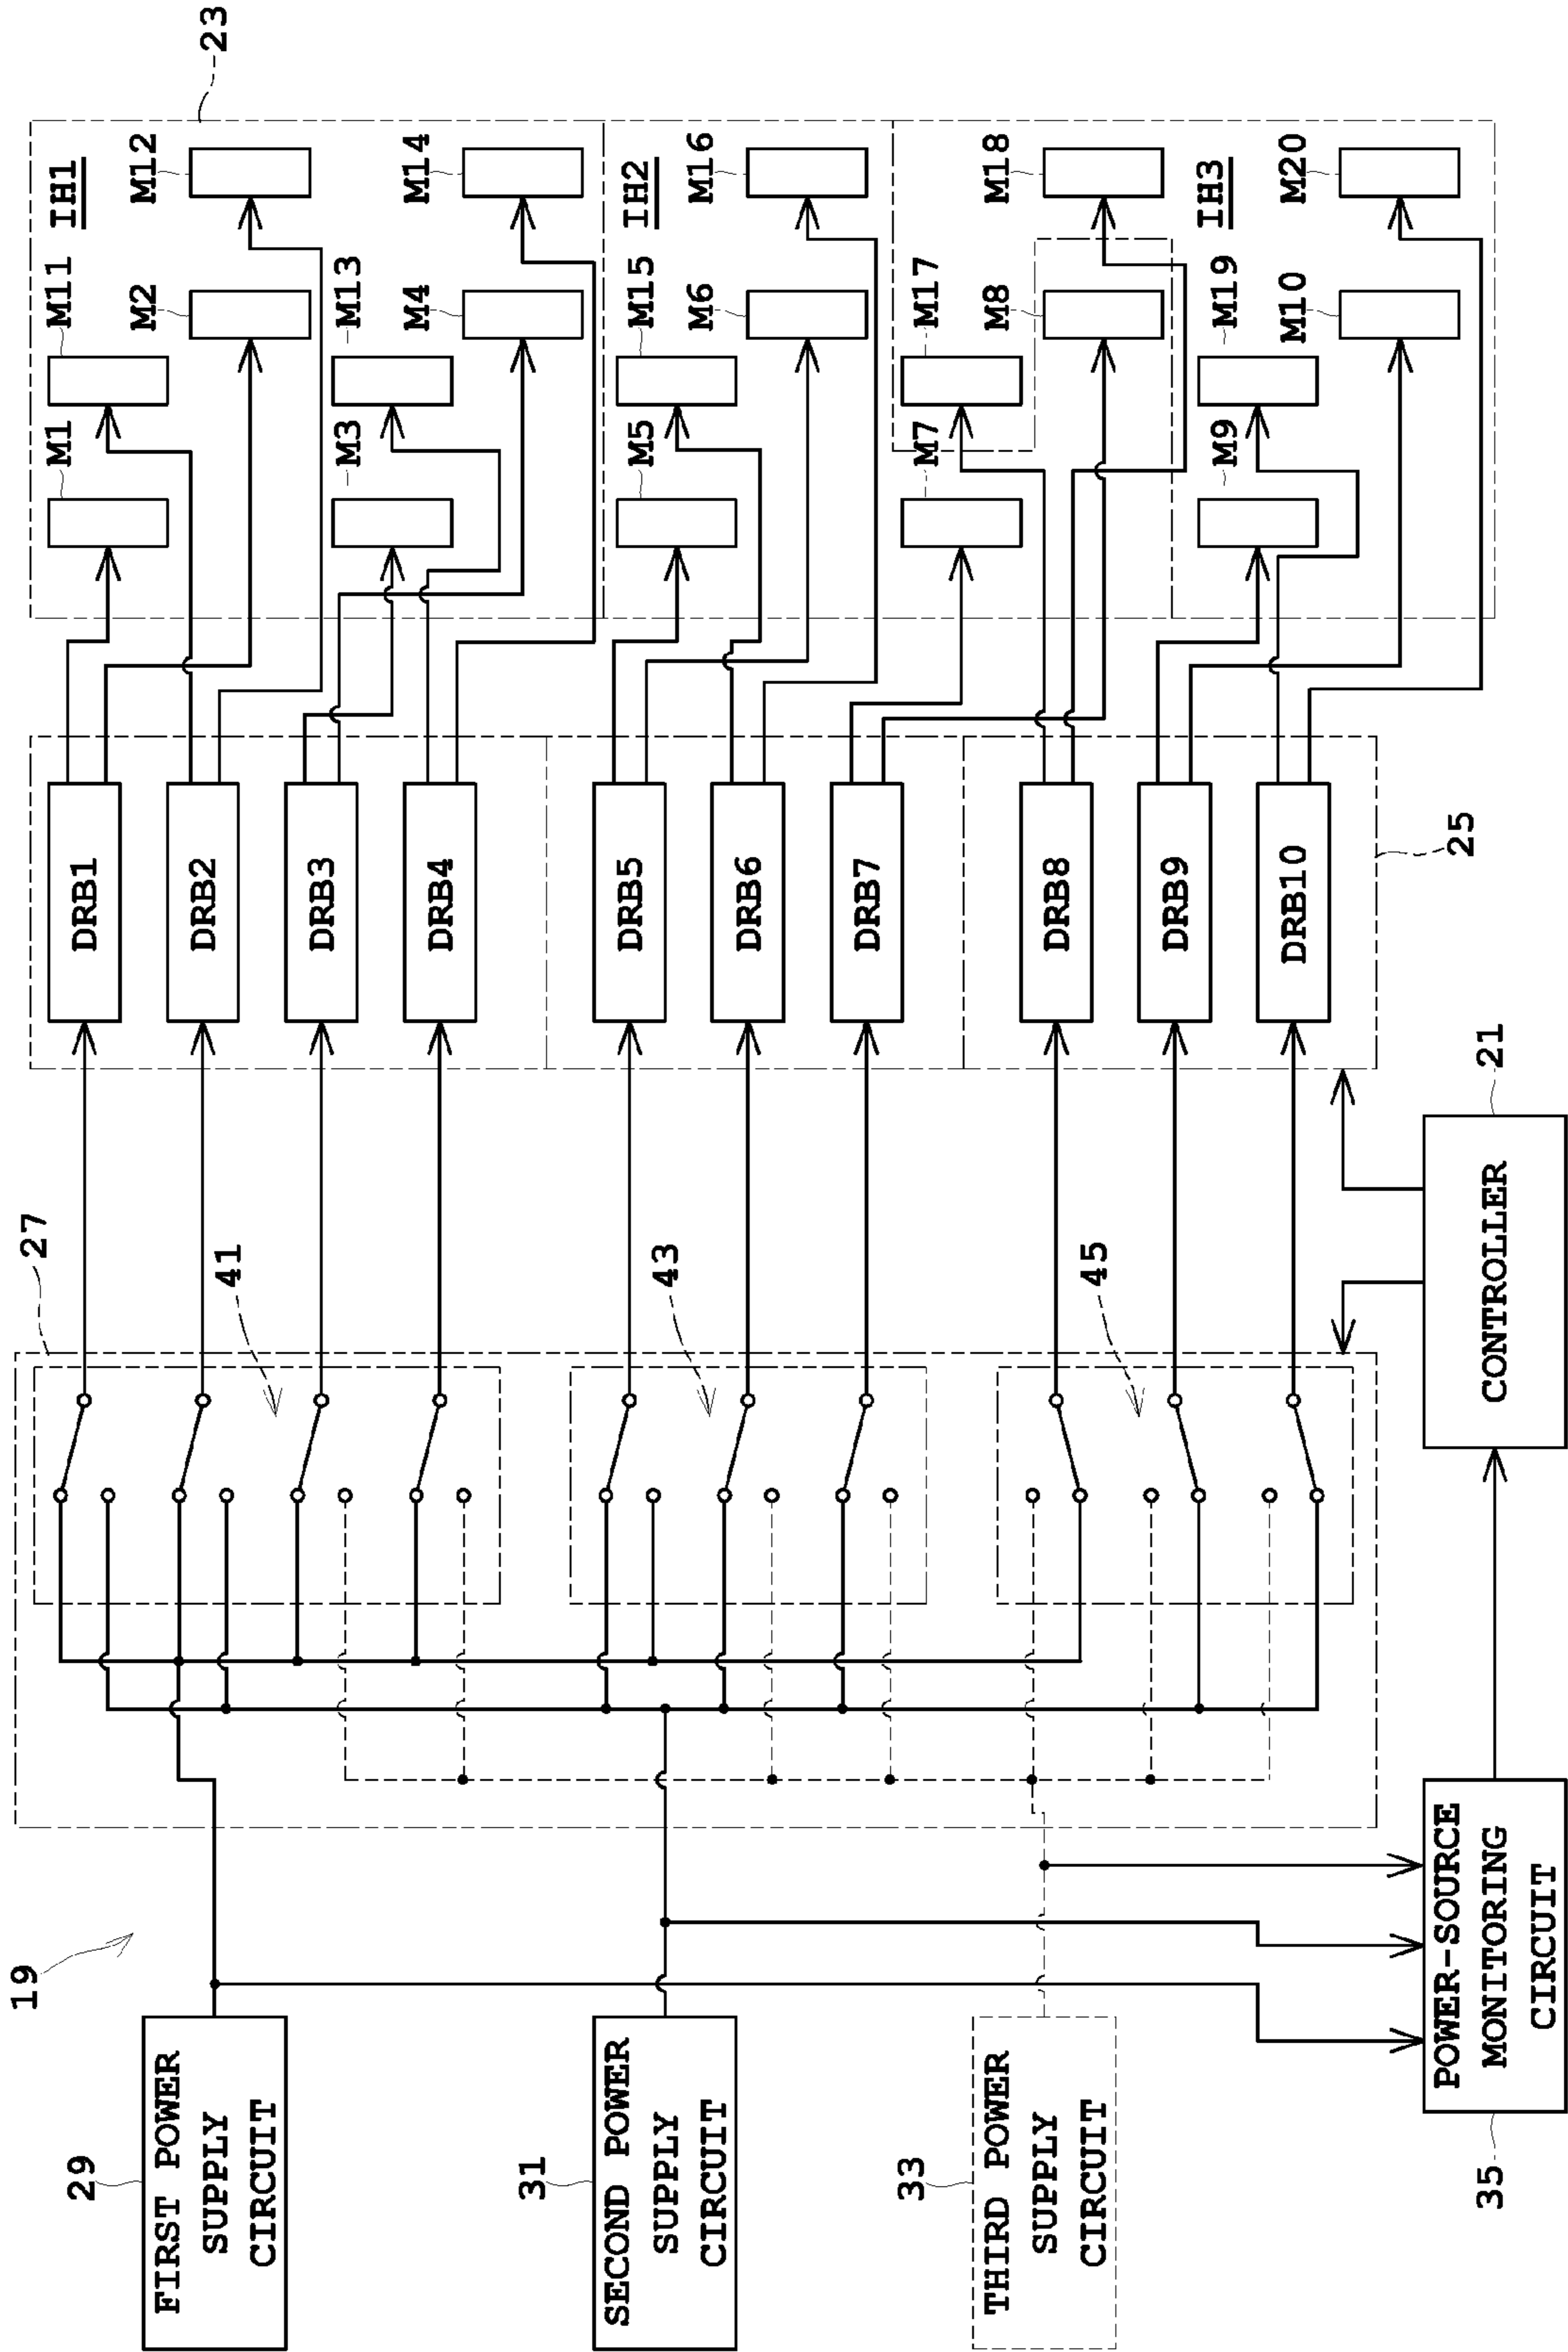 19
29
FIRST POWER
SUPPLY
CIRCUIT
31
SECOND POWER
SUPPLY
CIRCUIT
33
THIRD POWER
SUPPLY
CIRCUIT
35
POWER-SOURCE
MONITORING
CIRCUIT
27
41
43
45
21
CONTROLLER
25
DRB1
DRB2
DRB3
DRB4
DRB5
DRB6
DRB7
DRB8
DRB9
DRB10
23
IH1
M1
M11
M2
M12
M3
M13
M4
M14
IH2
M5
M15
M6
M16
M7
M17
M8
M18
IH3
M9
M19
M10
M20